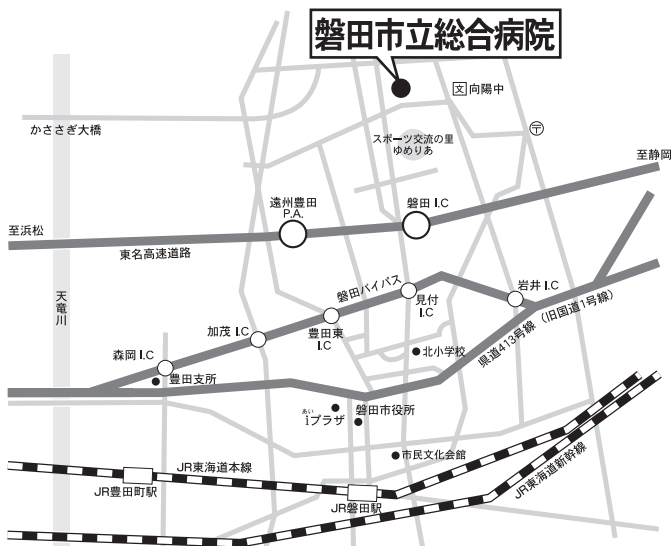 磐田市立総合病院
文 向陽中
かささぎ大橋
〒
スポーツ交流の里
ゆめりあ
至静岡
遠州豊田
P.A.
磐田 I.C
至浜松
東名高速道路
天竜川
磐田バイパス
岩井 I.C
見付
I.C
豊田東
I.C
加茂 I.C
県道413号線(旧国道1号線)
北小学校
森岡 I.C
豊田支所
あい
iプラザ
磐田市役所
市民文化会館
JR東海道本線
JR東海道新幹線
JR豊田町駅
JR磐田駅